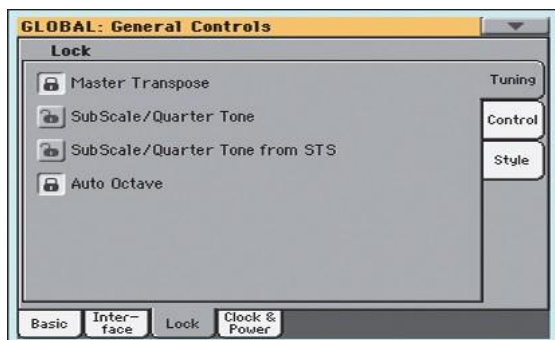 GLOBAL: General Controls
Lock
Master Transpose
SubScale/Quarter Tone
SubScale/Quarter Tone from STS
Auto Octave
Tuning
Control
Style
Basic
Inter-
face
Lock
Clock &
Power